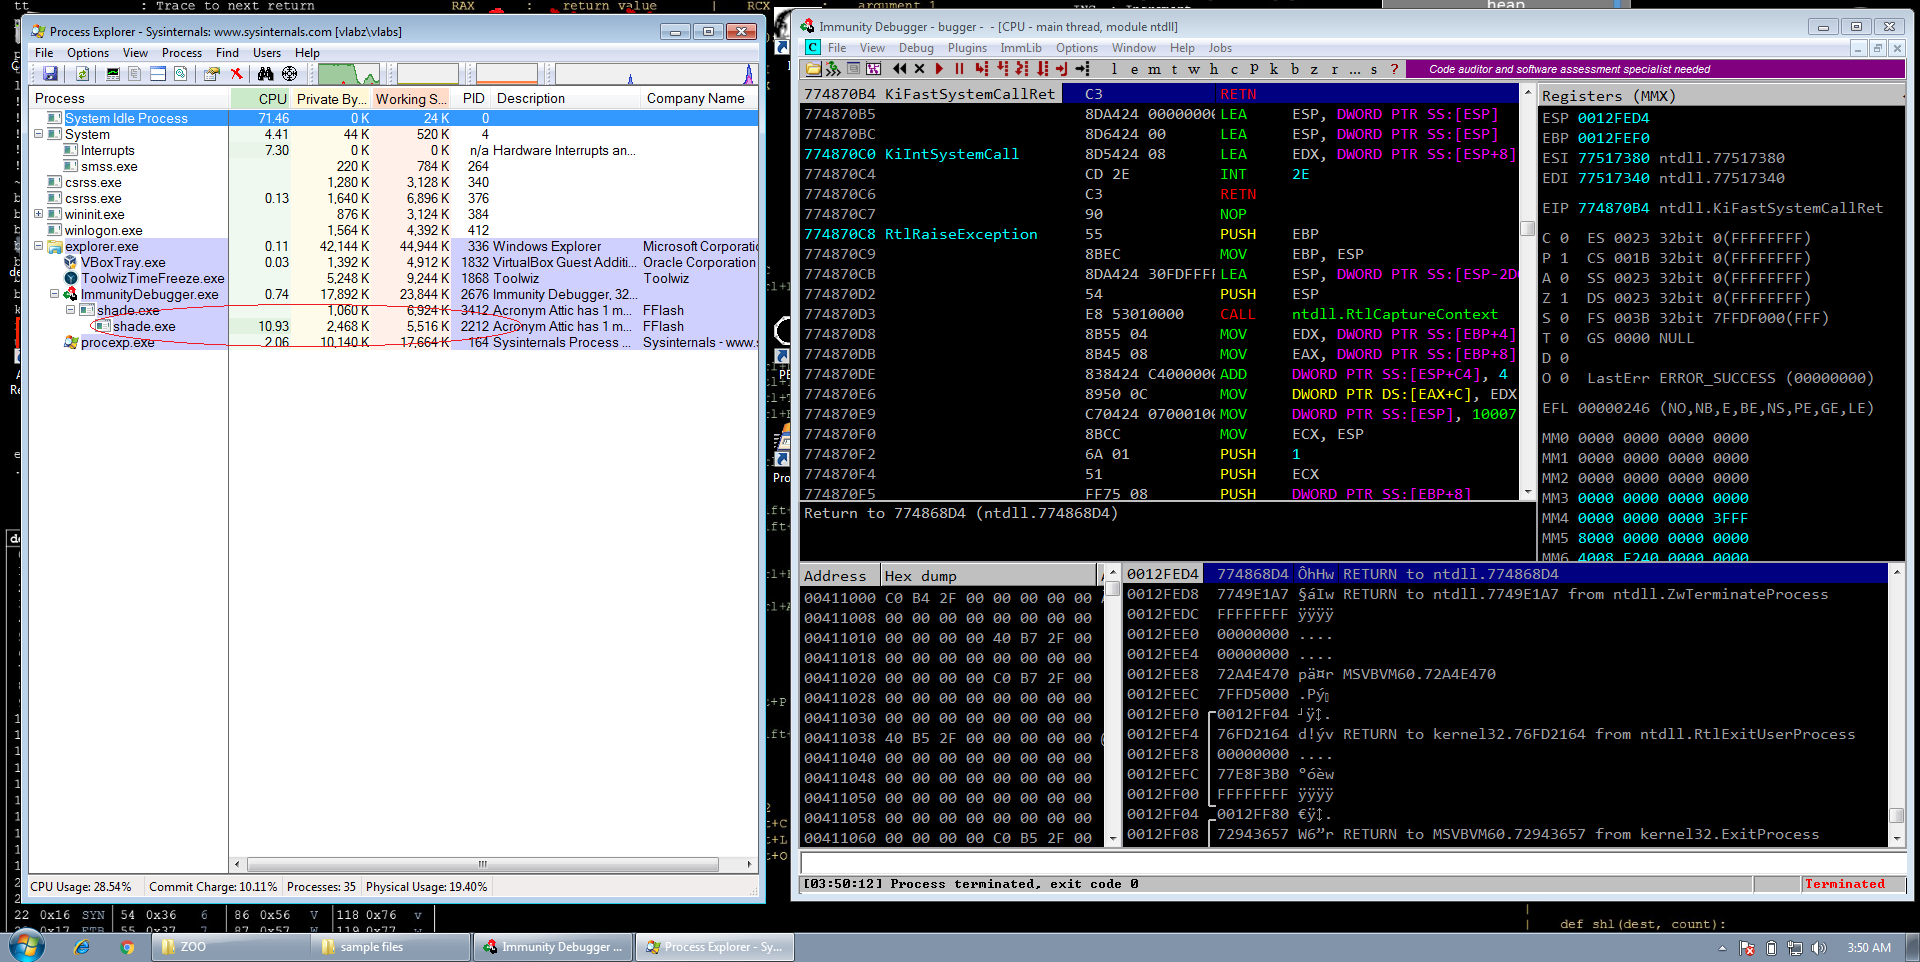 tt_ : Trace to next return RAX : return value | RCX : argument 1
heap
Process Explorer - Sysinternals: www.sysinternals.com [vlabz\vlabs]
File Options View Process Find Users Help
Process CPU Private By... Working S... PID Description Company Name
System Idle Process 71.46 0 K 24 K 0
System 4.41 44 K 520 K 4
Interrupts 7.30 0 K 0 K n/a Hardware Interrupts an...
smss.exe 220 K 784 K 264
csrss.exe 1,280 K 3,128 K 340
csrss.exe 0.13 1,640 K 6,896 K 376
wininit.exe 876 K 3,124 K 384
winlogon.exe 1,564 K 4,392 K 412
explorer.exe 0.11 42,144 K 44,944 K 336 Windows Explorer Microsoft Corporatio
VBoxTray.exe 0.03 1,392 K 4,912 K 1832 VirtualBox Guest Additi... Oracle Corporation
ToolwizTimeFreeze.exe 5,248 K 9,244 K 1868 Toolwiz Toolwiz
ImmunityDebugger.exe 0.74 17,892 K 23,844 K 2676 Immunity Debugger, 32...
shade.exe 1,060 K 6,924 K 3412 Acronym Attic has 1 m... FFlash
shade.exe 10.93 2,468 K 5,516 K 2212 Acronym Attic has 1 m... FFlash
procexp.exe 2.06 10,140 K 17,664 K 164 Sysinternals Process ... Sysinternals - www.s
CPU Usage: 28.54% Commit Charge: 10.11% Processes: 35 Physical Usage: 19.40%
Immunity Debugger - bugger - - [CPU - main thread, module ntdll]
File View Debug Plugins ImmLib Options Window Help Jobs
l e m t w h c P k b z r ... s ? Code auditor and software assessment specialist needed
774870B4 KiFastSystemCallRet C3 RETN
774870B5 8DA424 00000000 LEA ESP, DWORD PTR SS:[ESP]
774870BC 8D6424 00 LEA ESP, DWORD PTR SS:[ESP]
774870C0 KiIntSystemCall 8D5424 08 LEA EDX, DWORD PTR SS:[ESP+8]
774870C4 CD 2E INT 2E
774870C6 C3 RETN
774870C7 90 NOP
774870C8 RtlRaiseException 55 PUSH EBP
774870C9 8BEC MOV EBP, ESP
774870CB 8DA424 30FDFFFF LEA ESP, DWORD PTR SS:[ESP-2D0
774870D2 54 PUSH ESP
774870D3 E8 53010000 CALL ntdll.RtlCaptureContext
774870D8 8B55 04 MOV EDX, DWORD PTR SS:[EBP+4]
774870DB 8B45 08 MOV EAX, DWORD PTR SS:[EBP+8]
774870DE 838424 C4000000 ADD DWORD PTR SS:[ESP+C4], 4
774870E6 8950 0C MOV DWORD PTR DS:[EAX+C], EDX
774870E9 C70424 07000100 MOV DWORD PTR SS:[ESP], 10007
774870F0 8BCC MOV ECX, ESP
774870F2 6A 01 PUSH 1
774870F4 51 PUSH ECX
774870F5 FF75 08 PUSH DWORD PTR SS:[EBP+8]
Return to 774868D4 (ntdll.774868D4)
Registers (MMX)
ESP 0012FED4
EBP 0012FEF0
ESI 77517380 ntdll.77517380
EDI 77517340 ntdll.77517340
EIP 774870B4 ntdll.KiFastSystemCallRet
C 0 ES 0023 32bit 0(FFFFFFFF)
P 1 CS 001B 32bit 0(FFFFFFFF)
A 0 SS 0023 32bit 0(FFFFFFFF)
Z 1 DS 0023 32bit 0(FFFFFFFF)
S 0 FS 003B 32bit 7FFDF000(FFF)
T 0 GS 0000 NULL
D 0
O 0 LastErr ERROR_SUCCESS (00000000)
EFL 00000246 (NO,NB,E,BE,NS,PE,GE,LE)
MM0 0000 0000 0000 0000
MM1 0000 0000 0000 0000
MM2 0000 0000 0000 0000
MM3 0000 0000 0000 0000
MM4 0000 0000 0000 3FFF
MM5 8000 0000 0000 0000
MM6 4008 F240 0000 0000
Address Hex dump
00411000 C0 B4 2F 00 00 00 00 00
00411008 00 00 00 00 00 00 00 00
00411010 00 00 00 00 40 B7 2F 00
00411018 00 00 00 00 00 00 00 00
00411020 00 00 00 00 C0 B7 2F 00
00411028 00 00 00 00 00 00 00 00
00411030 00 00 00 00 00 00 00 00
00411038 40 B5 2F 00 00 00 00 00
00411040 00 00 00 00 00 00 00 00
00411048 00 00 00 00 00 00 00 00
00411050 00 00 00 00 00 00 00 00
00411058 00 00 00 00 00 00 00 00
00411060 00 00 00 00 C0 B5 2F 00
0012FED4 774868D4 ÔhHw RETURN to ntdll.774868D4
0012FED8 7749E1A7 §áIw RETURN to ntdll.7749E1A7 from ntdll.ZwTerminateProcess
0012FEDC FFFFFFFF ÿÿÿÿ
0012FEE0 00000000 ....
0012FEE4 00000000 ....
0012FEE8 72A4E470 pä¤r MSVBVM60.72A4E470
0012FEEC 7FFD5000 .Pý
0012FEF0 0012FF04 ÿ↕.
0012FEF4 76FD2164 d!ýv RETURN to kernel32.76FD2164 from ntdll.RtlExitUserProcess
0012FEF8 00000000 ....
0012FEFC 77E8F3B0 °óèw
0012FF00 FFFFFFFF ÿÿÿÿ
0012FF04 0012FF80 €ÿ↕.
0012FF08 72943657 W6”r RETURN to MSVBVM60.72943657 from kernel32.ExitProcess
[03:50:12] Process terminated, exit code 0 Terminated
22 0x16 SYN 54 0x36 6 86 0x56 V 118 0x76 v
def shl(dest, count):
ZOO sample files Immunity Debugger ... Process Explorer - Sy... 3:50 AM